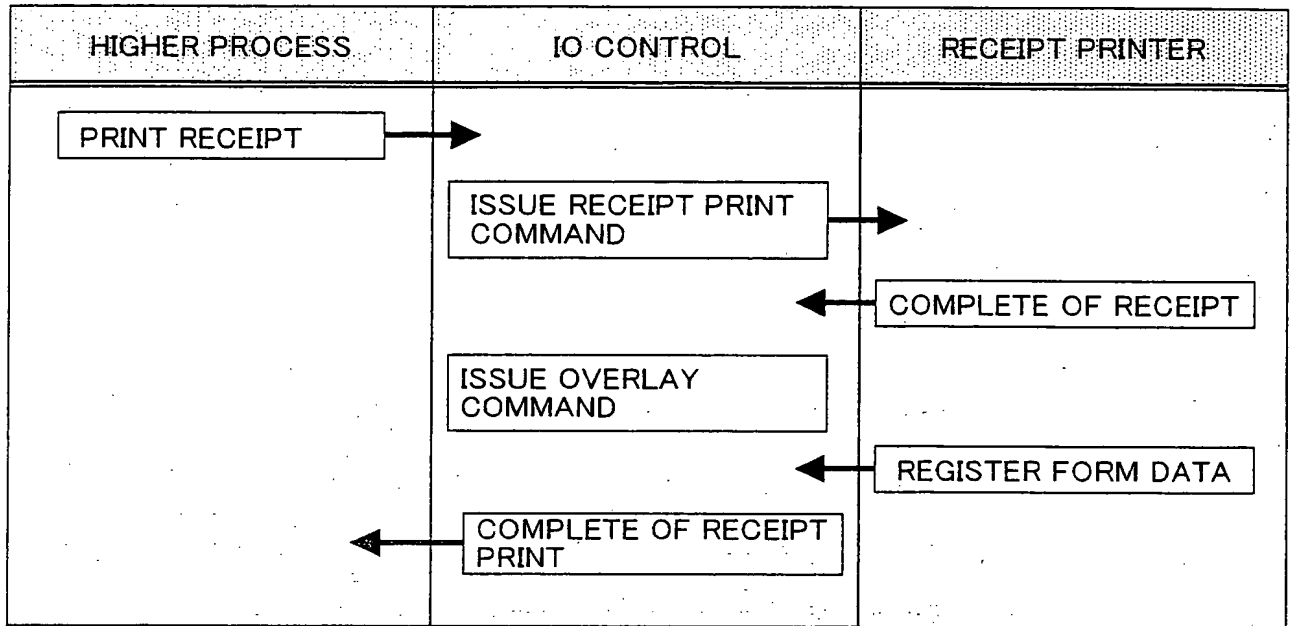 HIGHER PROCESS
IO CONTROL
RECEIPT PRINTER
PRINT RECEIPT
ISSUE RECEIPT PRINT
COMMAND
COMPLETE OF RECEIPT
ISSUE OVERLAY
COMMAND
REGISTER FORM DATA
COMPLETE OF RECEIPT
PRINT